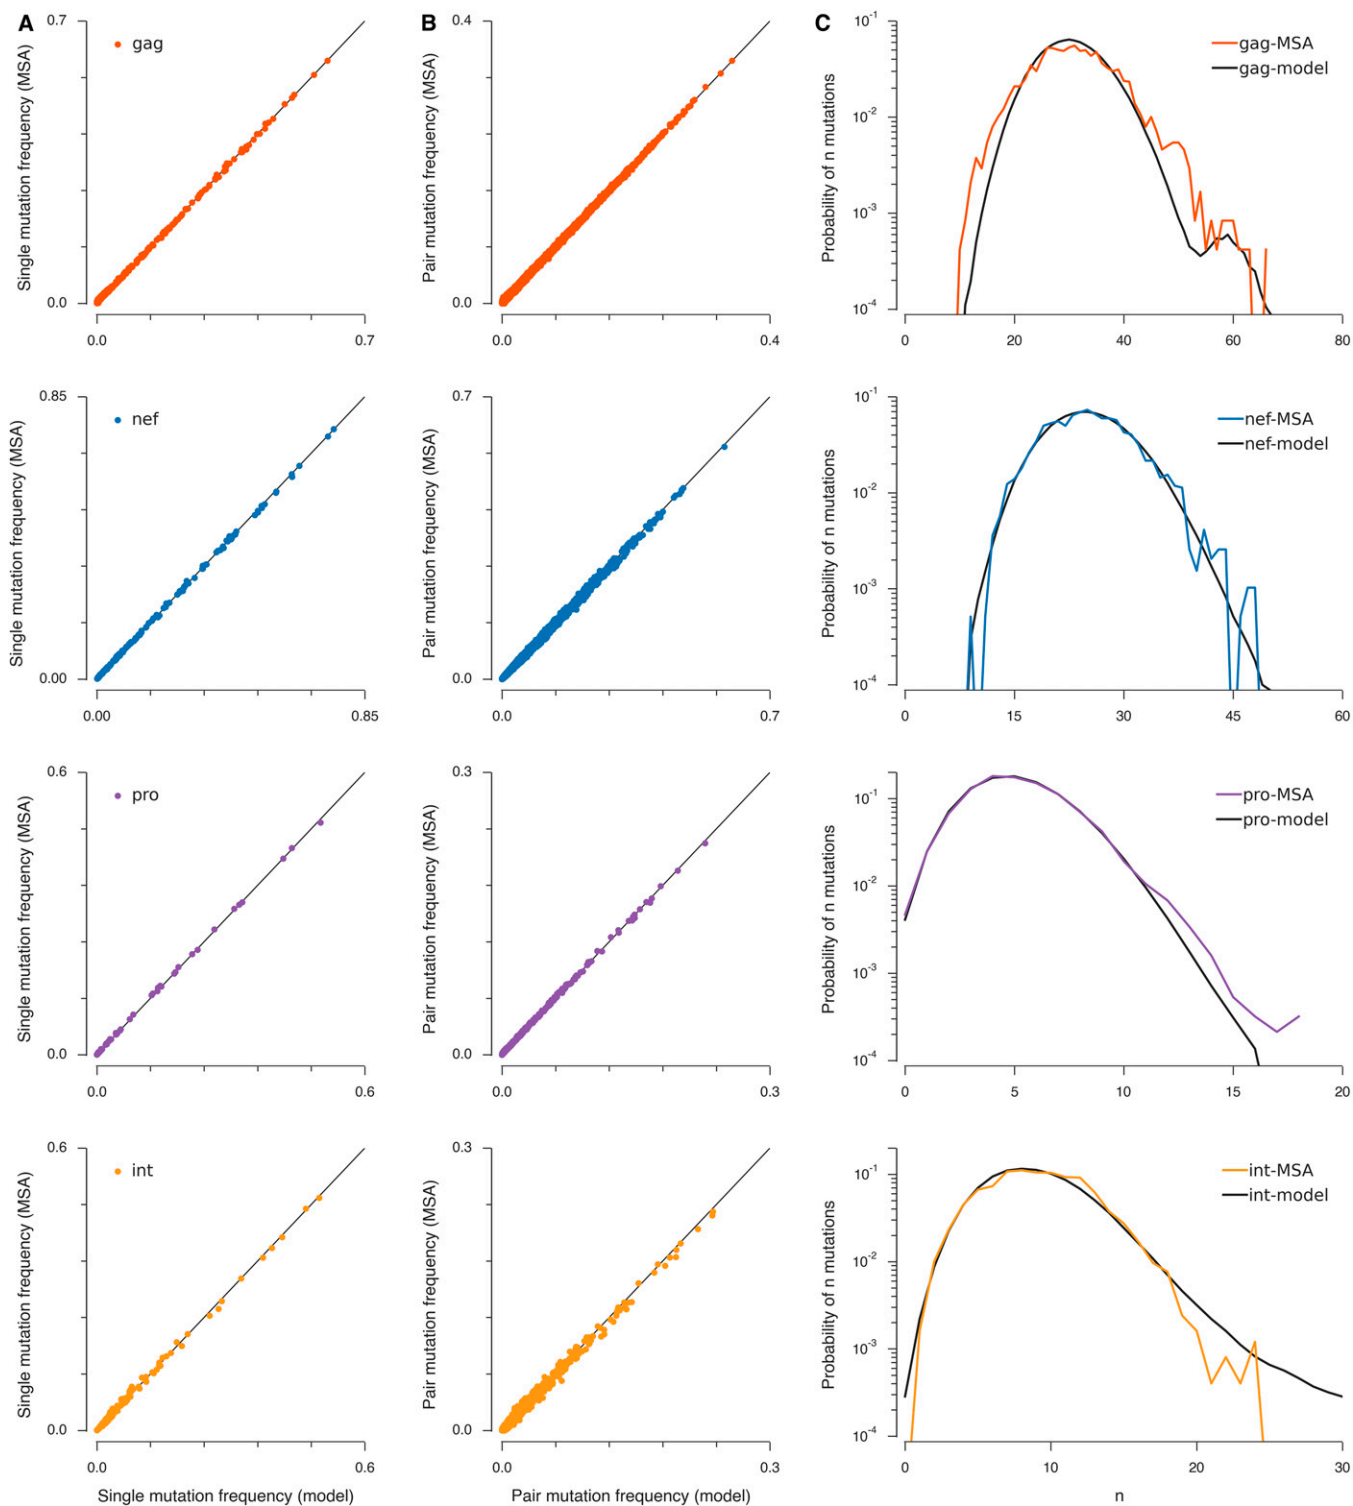 A
B
C
Single mutation frequency (MSA)
0.7
0.0
gag
0.0
0.7
Pair mutation frequency (MSA)
0.4
0.0
0.0
0.4
Probability of n mutations
10-1
10-2
10-3
10-4
gag-MSA
gag-model
0
20
40
60
80
Single mutation frequency (MSA)
0.85
0.00
nef
0.00
0.85
Pair mutation frequency (MSA)
0.7
0.0
0.0
0.7
Probability of n mutations
10-1
10-2
10-3
10-4
nef-MSA
nef-model
0
15
30
45
60
Single mutation frequency (MSA)
0.6
0.0
pro
0.0
0.6
Pair mutation frequency (MSA)
0.3
0.0
0.0
0.3
Probability of n mutations
10-1
10-2
10-3
10-4
pro-MSA
pro-model
0
5
10
15
20
Single mutation frequency (MSA)
0.6
0.0
int
0.0
0.6
Single mutation frequency (model)
Pair mutation frequency (MSA)
0.3
0.0
0.0
0.3
Pair mutation frequency (model)
Probability of n mutations
10-1
10-2
10-3
10-4
int-MSA
int-model
0
10
20
30
n